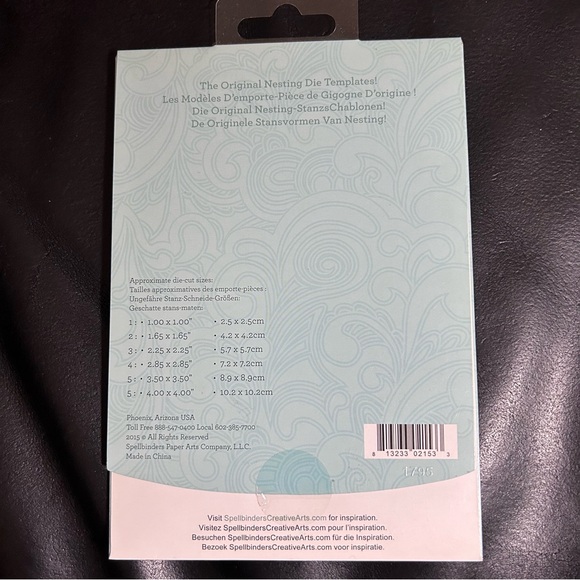 The Original Nesting Die Templates!
Les Modèles D'emporte-Pièce de Gigogne D'origine !
Die Original Nesting-StanzsChablonen!
De Originele Stansvormen Van Nesting!
Approximate die-cut sizes:
Tailles approximatives des emporte-pièces :
Ungefähre Stanz-Schneide-Größen:
Geschatte stans-maten:
1 : • 1.00 x 1.00" • 2.5 x 2.5cm
2 : • 1.65 x 1.65" • 4.2 x 4.2cm
3 : • 2.25 x 2.25" • 5.7 x 5.7cm
4 : • 2.85 x 2.85" • 7.2 x 7.2cm
5 : • 3.50 x 3.50" • 8.9 x 8.9cm
5 : • 4.00 x 4.00" • 10.2 x 10.2cm
Phoenix, Arizona USA
Toll Free 888-547-0400 Local 602-385-7700
2015 © All Rights Reserved
Spellbinders Paper Arts Company, L.L.C.
Made in China
8 13233 02153 3
Visit SpellbindersCreativeArts.com for inspiration.
Visitez SpellbindersCreativeArts.com pour l'inspiration.
Besuchen SpellbindersCreativeArts.com für die Inspiration.
Bezoek SpellbindersCreativeArts.com voor inspiratie.